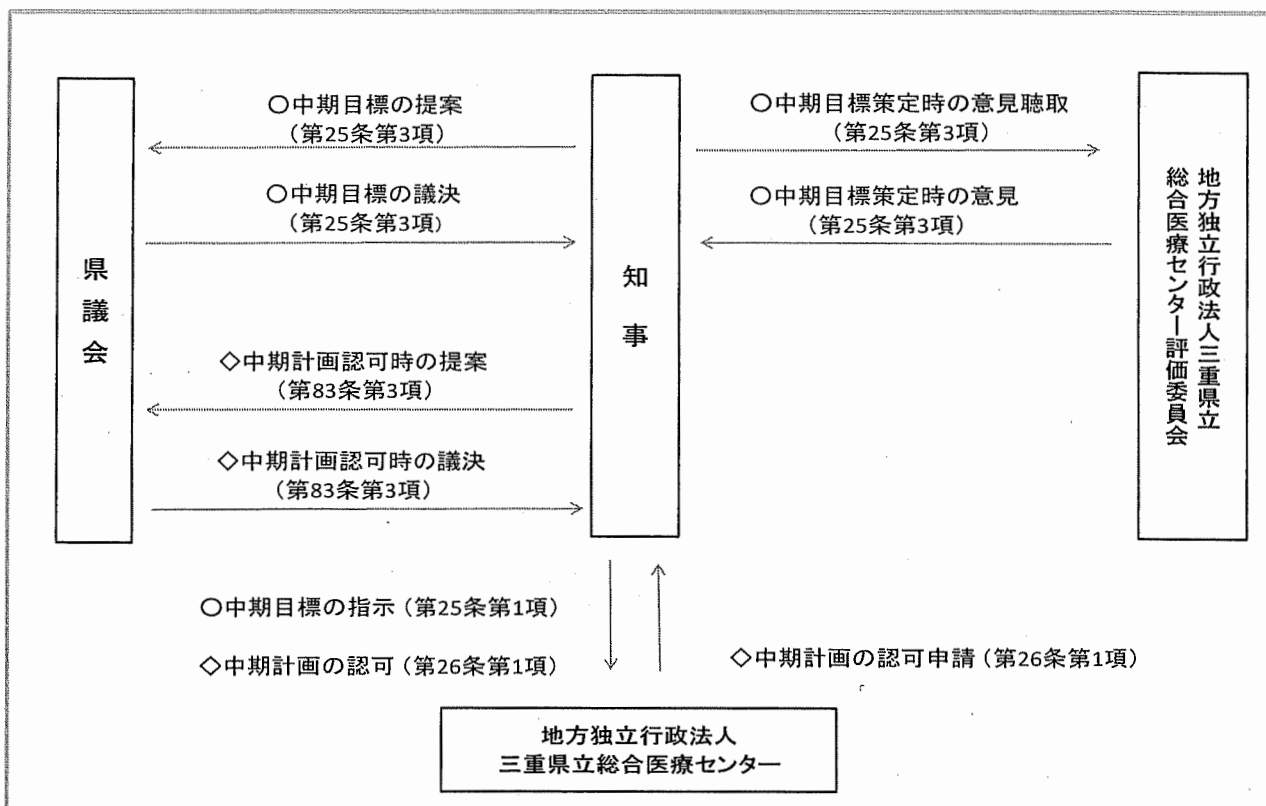 ○中期目標の提案
（第25条第3項）
○中期目標の議決
（第25条第3項）
◇中期計画認可時の提案
（第83条第3項）
◇中期計画認可時の議決
（第83条第3項）
県議会
知事
○中期目標策定時の意見聴取
（第25条第3項）
○中期目標策定時の意見
（第25条第3項）
地方独立行政法人三重県立
総合医療センター評価委員会
○中期目標の指示（第25条第1項）
◇中期計画の認可（第26条第1項）
◇中期計画の認可申請（第26条第1項）
地方独立行政法人
三重県立総合医療センター